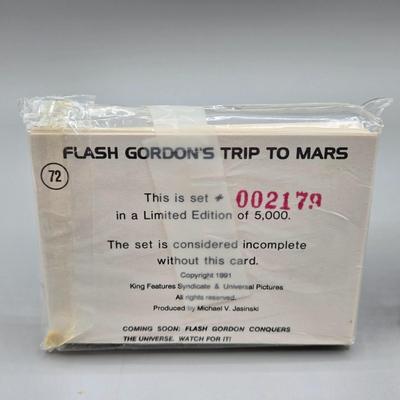 FLASH GORDON'S TRIP TO MARS
72
This is set # 002179
in a Limited Edition of 5,000.
The set is considered incomplete
without this card.
Copyright 1991
King Features Syndicate & Universal Pictures
All rights reserved.
Produced by Michael V. Jasinski
COMING SOON: FLASH GORDON CONQUERS
THE UNIVERSE. WATCH FOR IT!